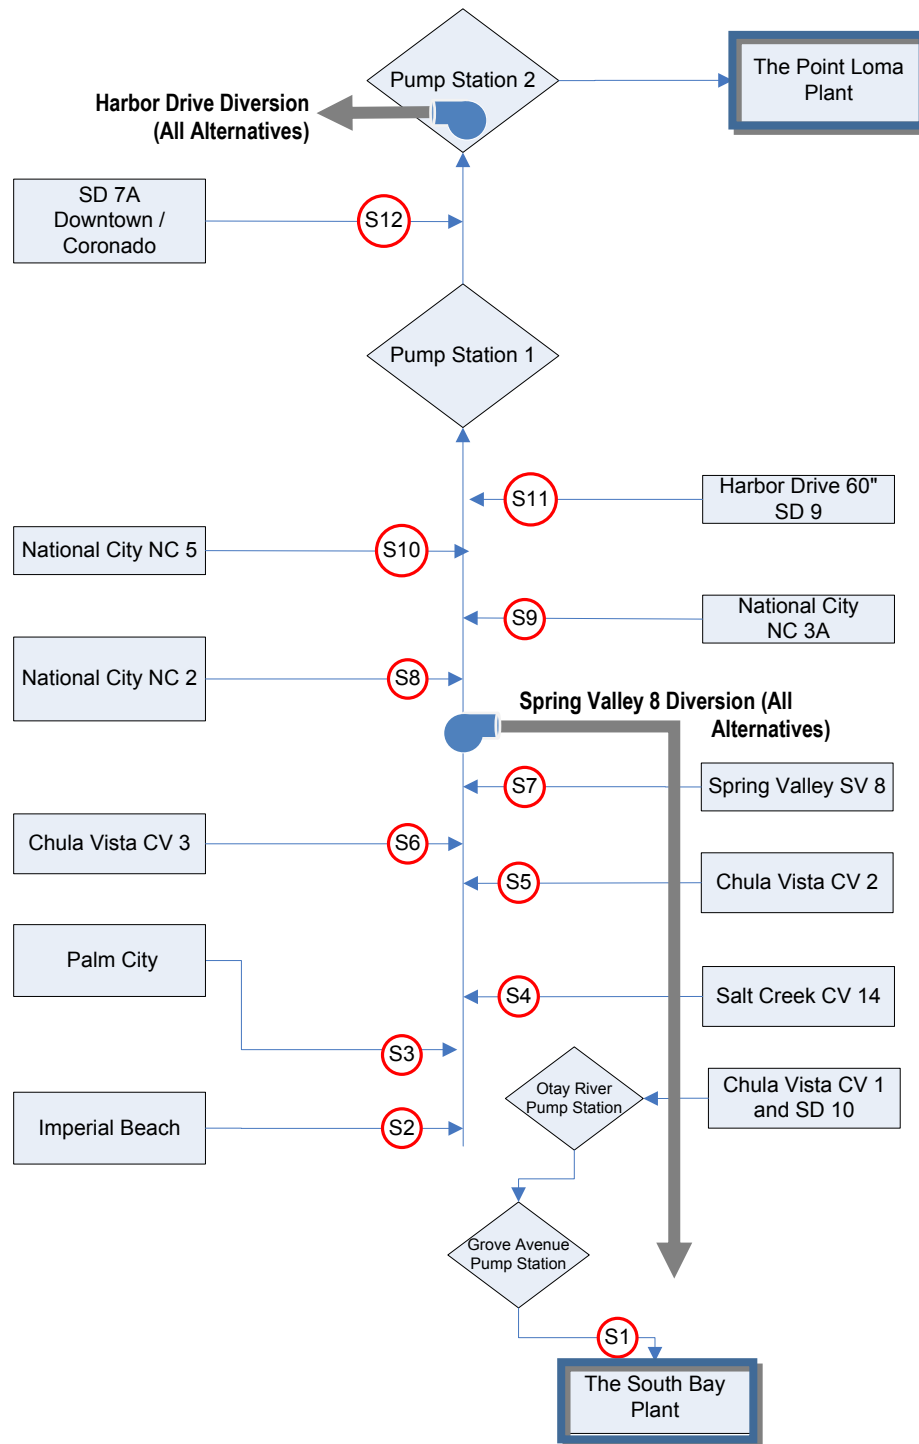 Pump Station 2
The Point Loma
Plant
Harbor Drive Diversion
(All Alternatives)
SD 7A
Downtown /
Coronado
S12
Pump Station 1
S11
Harbor Drive 60"
SD 9
National City NC 5
S10
S9
National City
NC 3A
National City NC 2
S8
Spring Valley 8 Diversion (All
Alternatives)
S7
Spring Valley SV 8
Chula Vista CV 3
S6
S5
Chula Vista CV 2
Palm City
S4
Salt Creek CV 14
S3
Otay River
Pump Station
Chula Vista CV 1
and SD 10
Imperial Beach
S2
Grove Avenue
Pump Station
S1
The South Bay
Plant